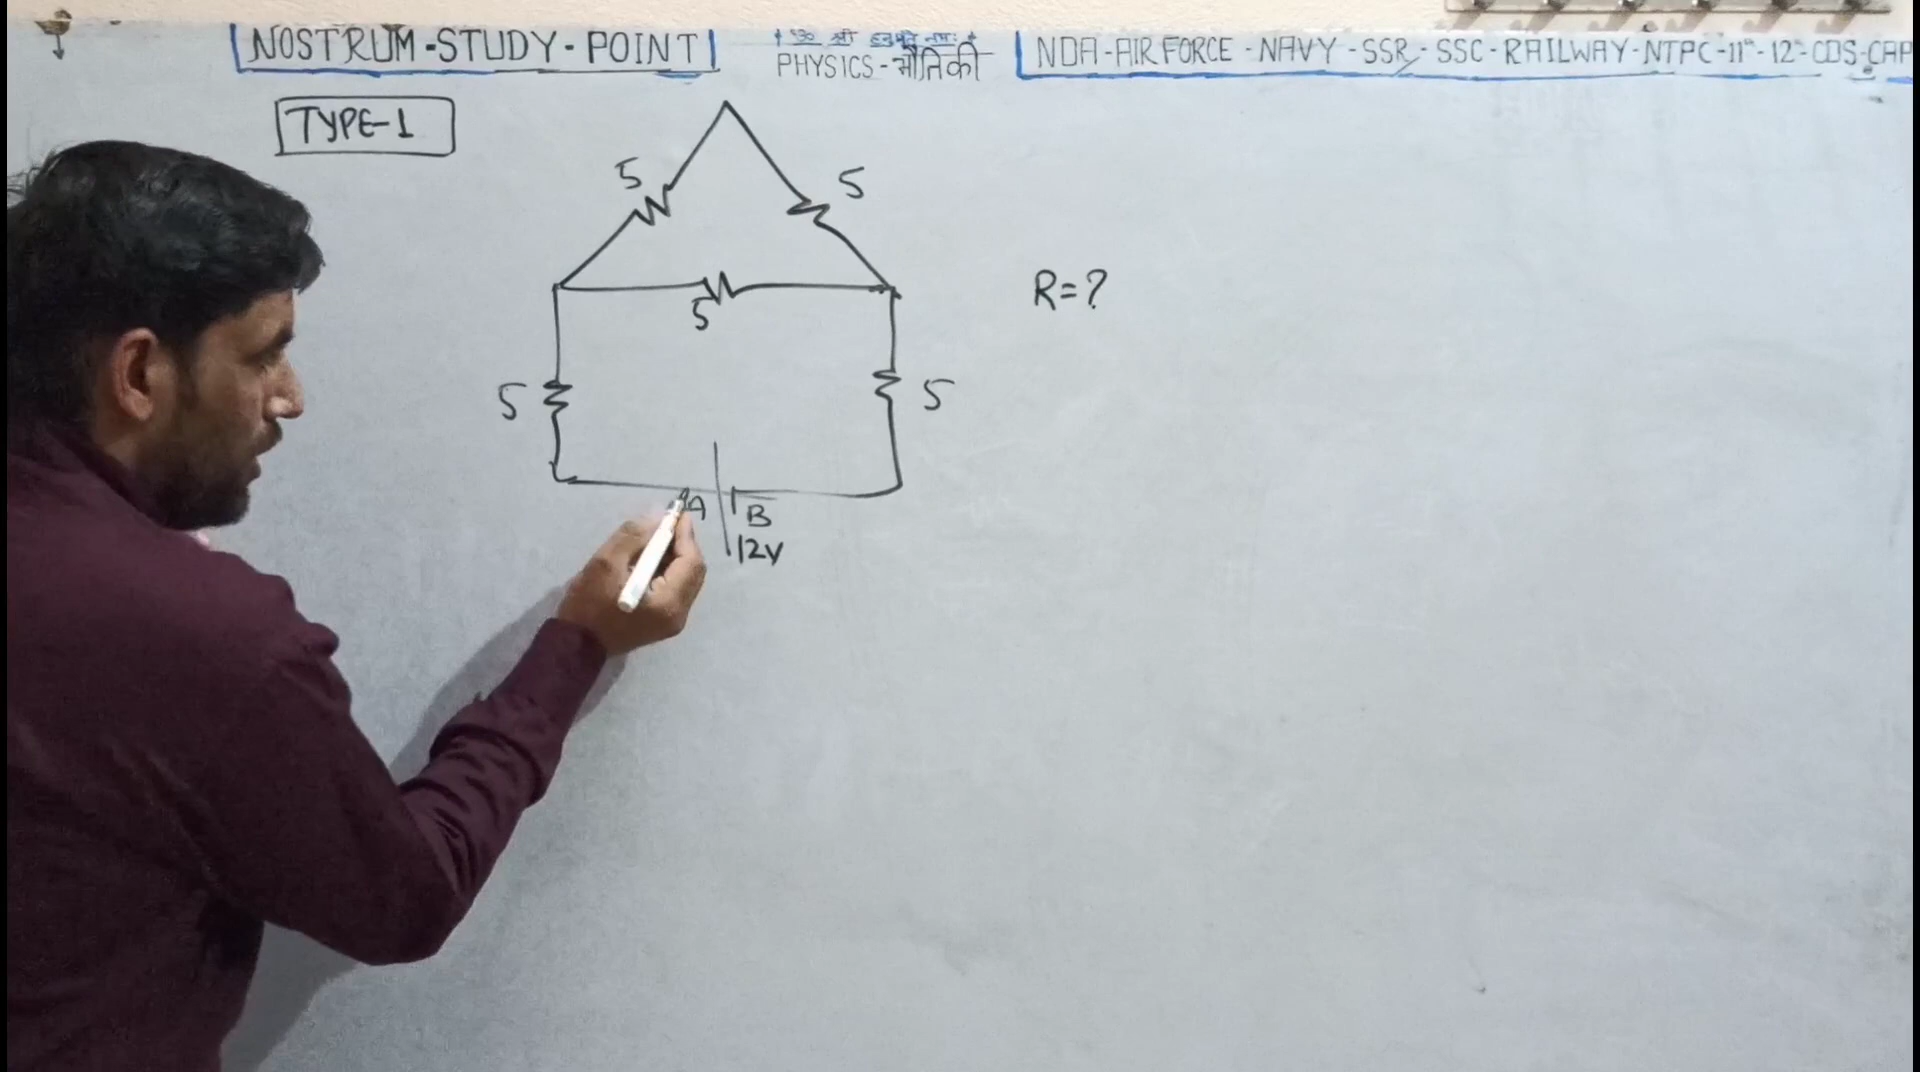 NOSTRUM-STUDY-POINT
PHYSICS-भौतिकी
NDA-AIR FORCE-NAVY-SSR-SSC-RAILWAY-NTPC-11th-12th-CDS-CAP
TYPE-1
5
5
5
R=?
5
5
A
B
12V